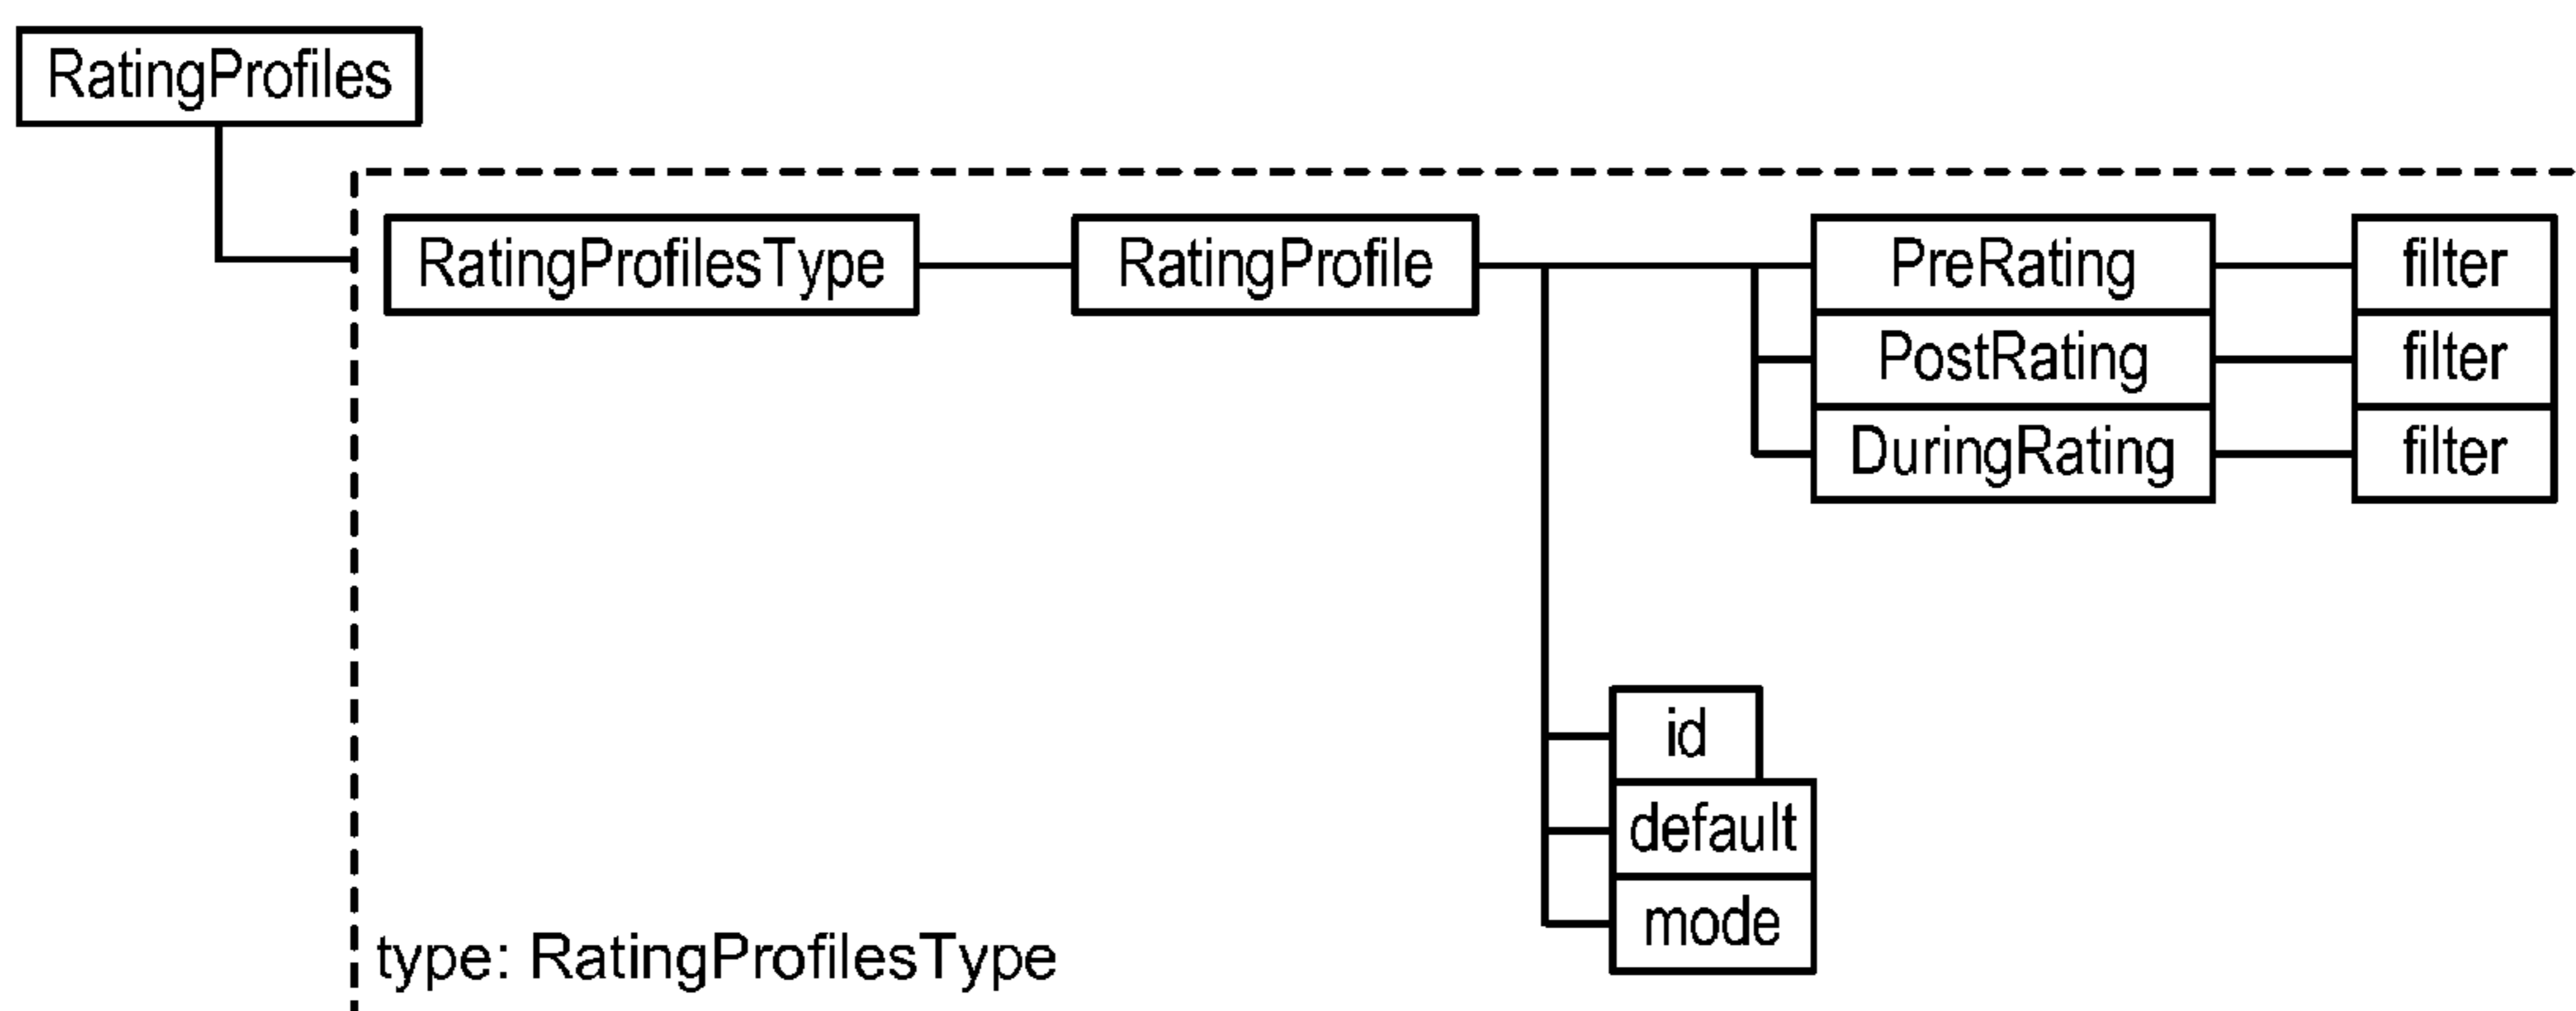 RatingProfiles
RatingProfilesType
RatingProfile
PreRating
filter
PostRating
filter
DuringRating
filter
id
default
mode
type: RatingProfilesType